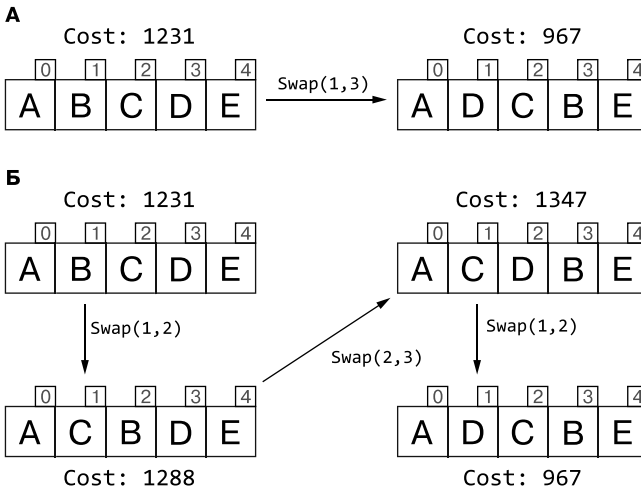 А
Cost: 1231 Cost: 967
0 1 2 3 4 0 1 2 3 4
A B C D E Swap(1,3) A D C B E
Б
Cost: 1231 Cost: 1347
0 1 2 3 4 0 1 2 3 4
A B C D E A C D B E
Swap(1,2) Swap(1,2)
Swap(2,3)
0 1 2 3 4 0 1 2 3 4
A C B D E A D C B E
Cost: 1288 Cost: 967